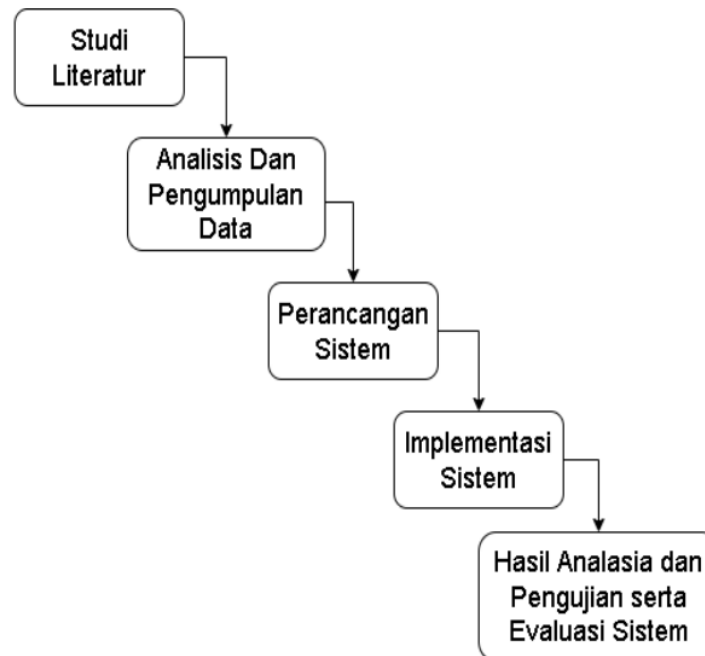 Studi
Literatur
Analisis Dan
Pengumpulan
Data
Perancangan
Sistem
Implementasi
Sistem
Hasil Analasia dan
Pengujian serta
Evaluasi Sistem